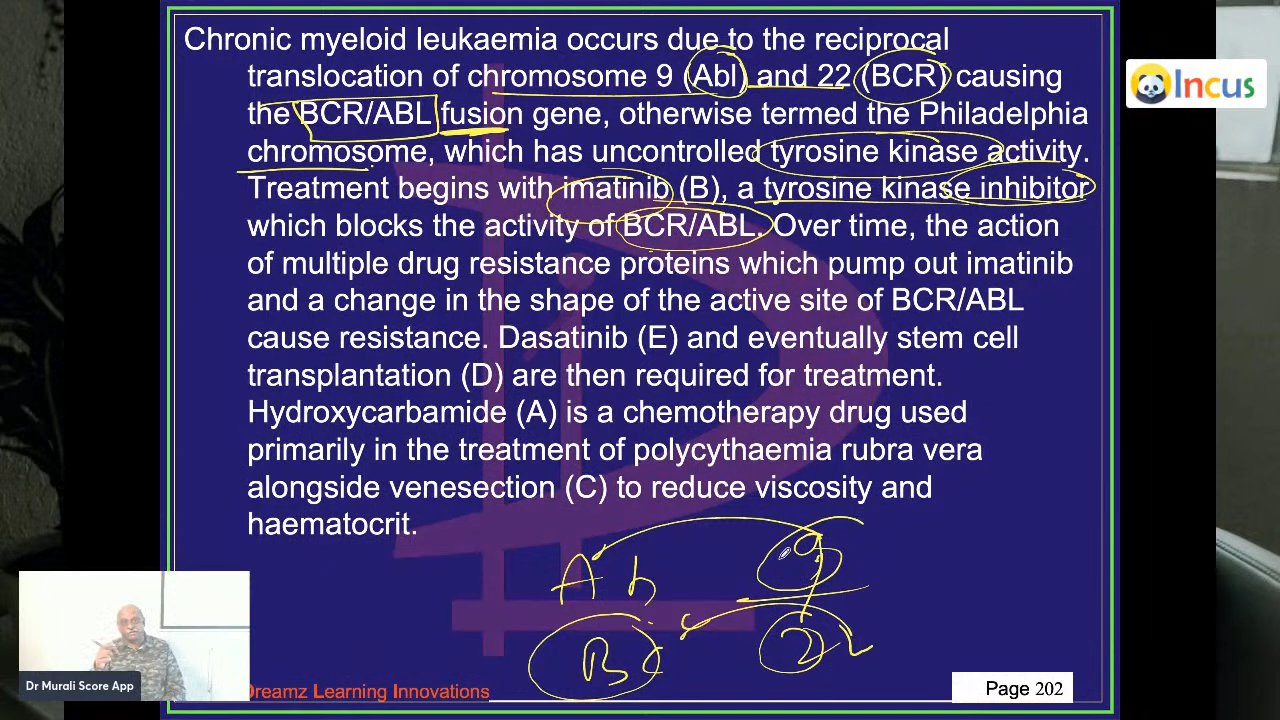 Chronic myeloid leukaemia occurs due to the reciprocal
translocation of chromosome 9 (Abl) and 22 (BCR) causing
the BCR/ABL fusion gene, otherwise termed the Philadelphia
chromosome, which has uncontrolled tyrosine kinase activity.
Treatment begins with imatinib (B), a tyrosine kinase inhibitor
which blocks the activity of BCR/ABL. Over time, the action
of multiple drug resistance proteins which pump out imatinib
and a change in the shape of the active site of BCR/ABL
cause resistance. Dasatinib (E) and eventually stem cell
transplantation (D) are then required for treatment.
Hydroxycarbamide (A) is a chemotherapy drug used
primarily in the treatment of polycythaemia rubra vera
alongside venesection (C) to reduce viscosity and
haematocrit.
Incus
Ab 9
Bc 22
Dr Murali Score App
Dreamz Learning Innovations
Page 202